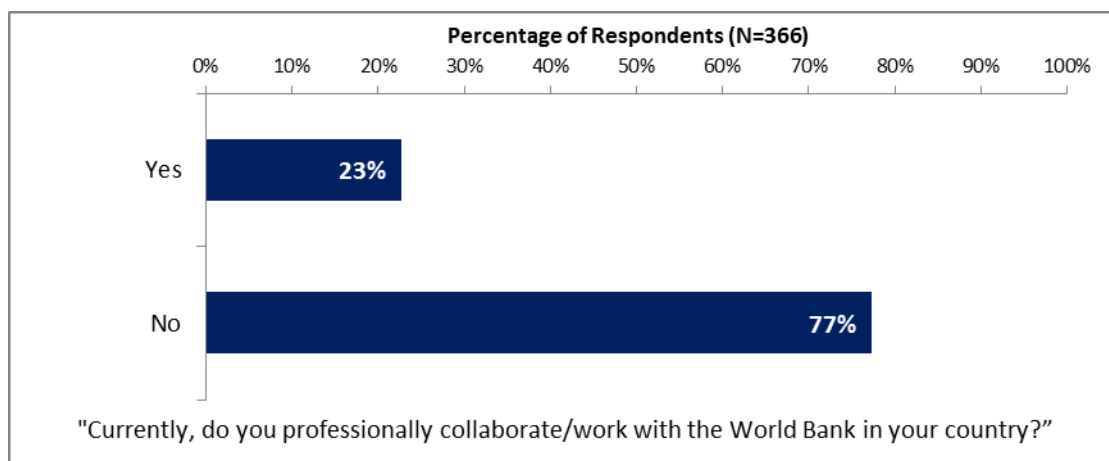 Percentage of Respondents (N=366)
0% 10% 20% 30% 40% 50% 60% 70% 80% 90% 100%
Yes 23%
No 77%
"Currently, do you professionally collaborate/work with the World Bank in your country?”